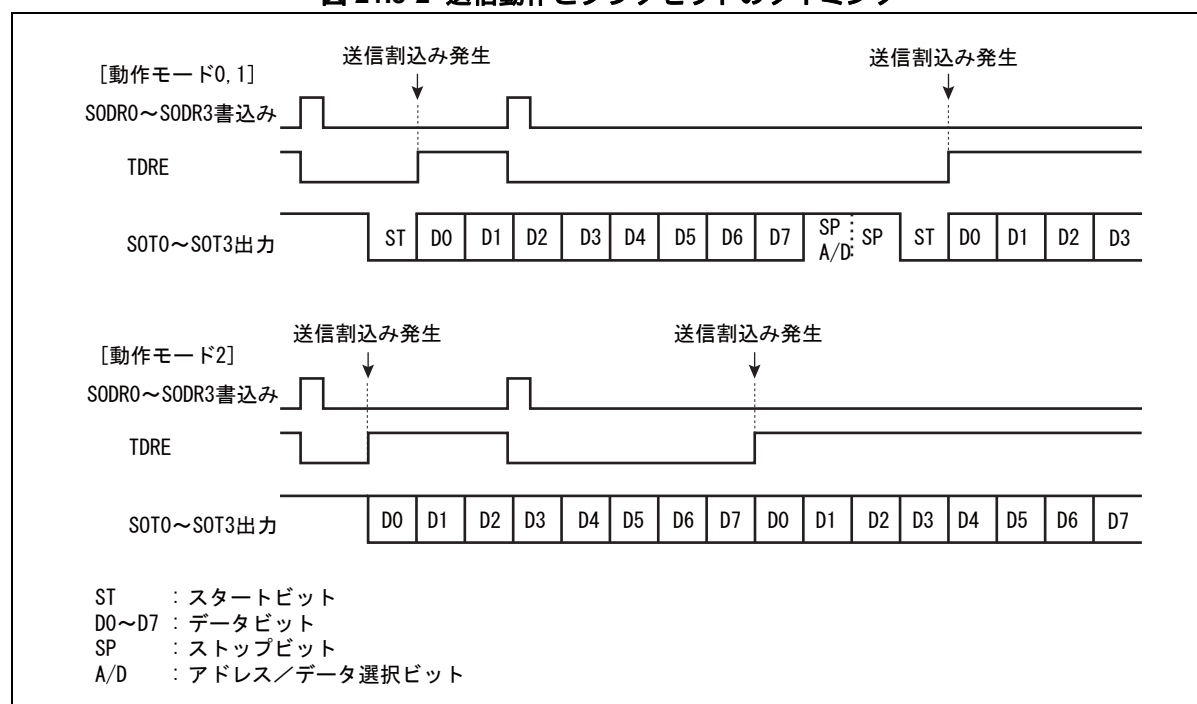 送信割込み発生 送信割込み発生
[動作モード0,1]
SODR0～SODR3書込み
TDRE
SOT0～SOT3出力 ST D0 D1 D2 D3 D4 D5 D6 D7 SP A/D SP ST D0 D1 D2 D3
送信割込み発生 送信割込み発生
[動作モード2]
SODR0～SODR3書込み
TDRE
SOT0～SOT3出力 D0 D1 D2 D3 D4 D5 D6 D7 D0 D1 D2 D3 D4 D5 D6 D7
ST : スタートビット
D0～D7 : データビット
SP : ストップビット
A/D : アドレス／データ選択ビット